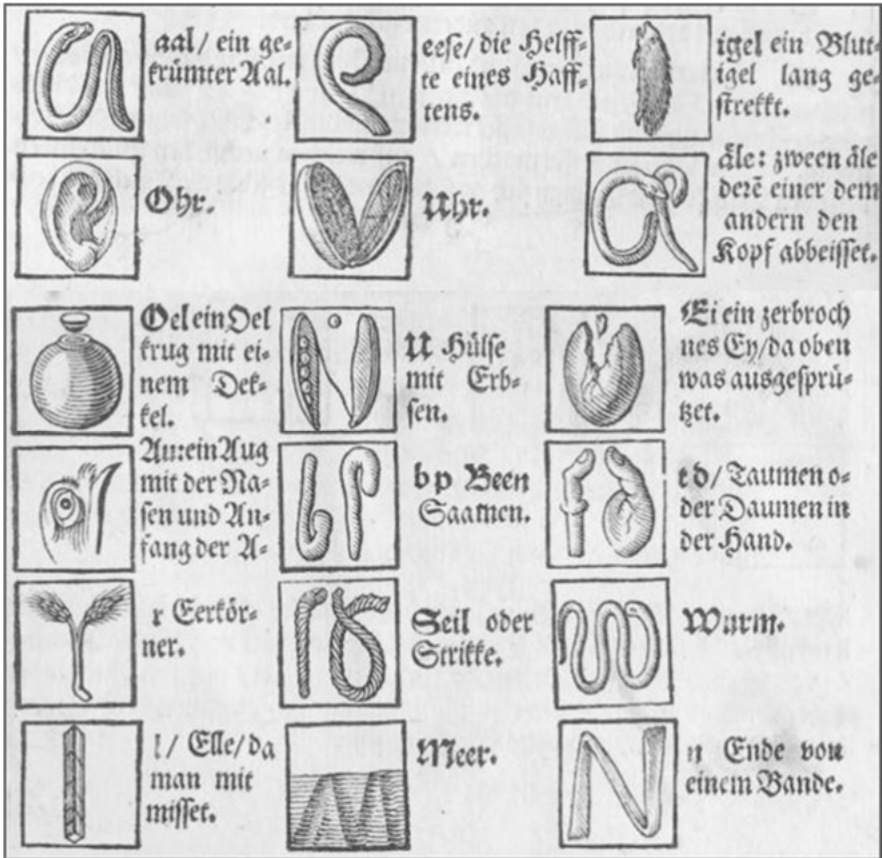 aal/ ein ge-
krümter Aal.
eese/ die Helff-
te eines Haff-
tens.
igel ein Blut-
igel lang ge-
strekkt.
Ohr.
Uhr.
äle: zween äle
derē einer dem
andern den
Kopf abbeisset.
Oel ein Oel
krug mit ei-
nem Dek-
kel.
U Hülse
mit Erb-
sen.
Ei ein zerbroch
nes Ey/da oben
was ausgesprü-
tzet.
Au: ein Aug
mit der Na-
sen und An-
fang der A-
b p Been
Saamen.
t d/ Taumen o-
der Daumen in
der Hand.
r Eerkör-
ner.
Seil oder
Strikke.
Wurm.
l/ Elle/da
man mit
misset.
Meer.
n Ende von
einem Bande.